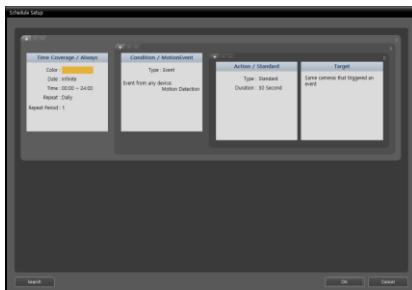 Schedule Setup
Time Coverage / Always
Color :
Date : Infinite
Time : 00:00 ~ 24:00
Repeat : Daily
Repeat Period : 1
Condition / MotionEvent
Type : Event
Event from any device:
Motion Detection
Action / Standard
Type : Standard
Duration : 10 Second
Target
Same cameras that triggered an
event
Search
OK
Cancel